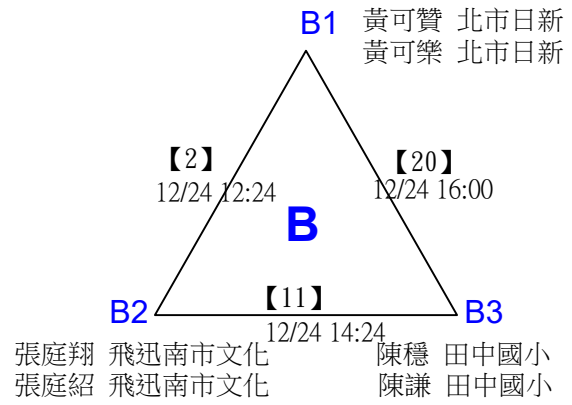 B1 黃可贊 北市日新
黃可樂 北市日新
【2】 【20】
12/24 12:24 12/24 16:00
B
【11】
B2 B3
12/24 14:24
張庭翔 飛迅南市文化 陳穩 田中國小
張庭紹 飛迅南市文化 陳謙 田中國小